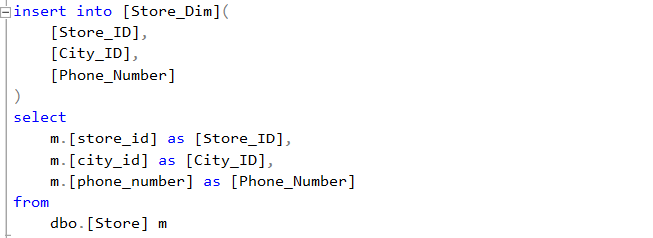 insert into [Store_Dim](
[Store_ID],
[City_ID],
[Phone_Number]
)
select
m.[store_id] as [Store_ID],
m.[city_id] as [City_ID],
m.[phone_number] as [Phone_Number]
from
dbo.[Store] m